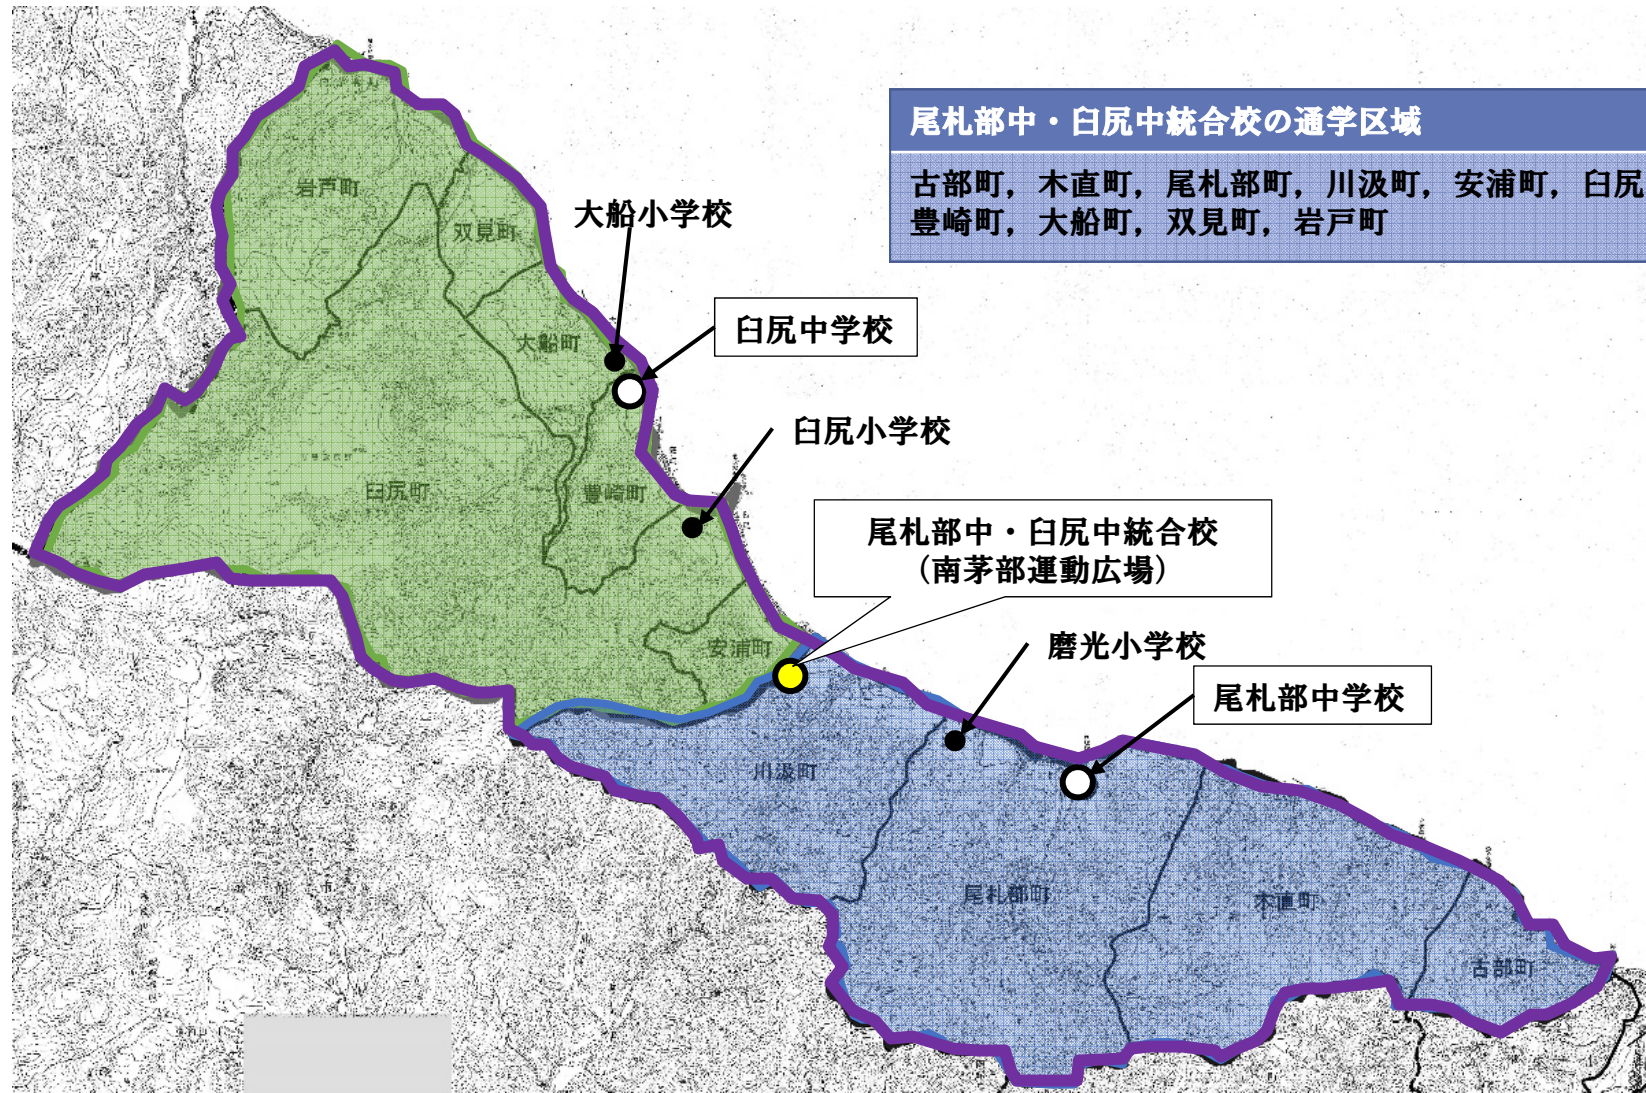 尾札部中・臼尻中統合校の通学区域
古部町，木直町，尾札部町，川汲町，安浦町，臼尻
豊崎町，大船町，双見町，岩戸町
岩戸町
双見町
大船小学校
臼尻中学校
大船町
臼尻小学校
臼尻町
豊崎町
尾札部中・臼尻中統合校
（南茅部運動広場）
安浦町
磨光小学校
尾札部中学校
川汲町
尾札部町
木直町
古部町